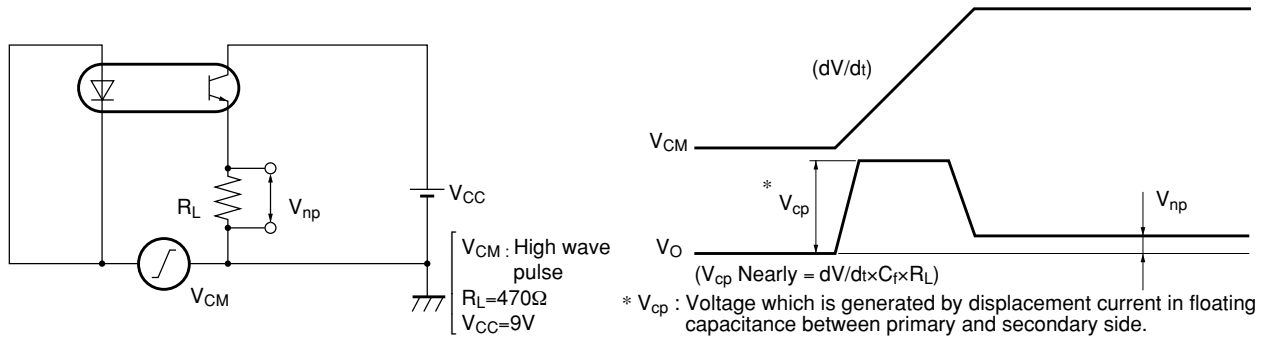 R_L
V_np
V_CM
V_CC
V_CM : High wave
pulse
R_L=470Ω
V_CC=9V
(dV/dt)
V_CM
* V_cp
V_np
V_O
(V_cp Nearly = dV/dt×C_f×R_L)
* V_cp : Voltage which is generated by displacement current in floating
capacitance between primary and secondary side.